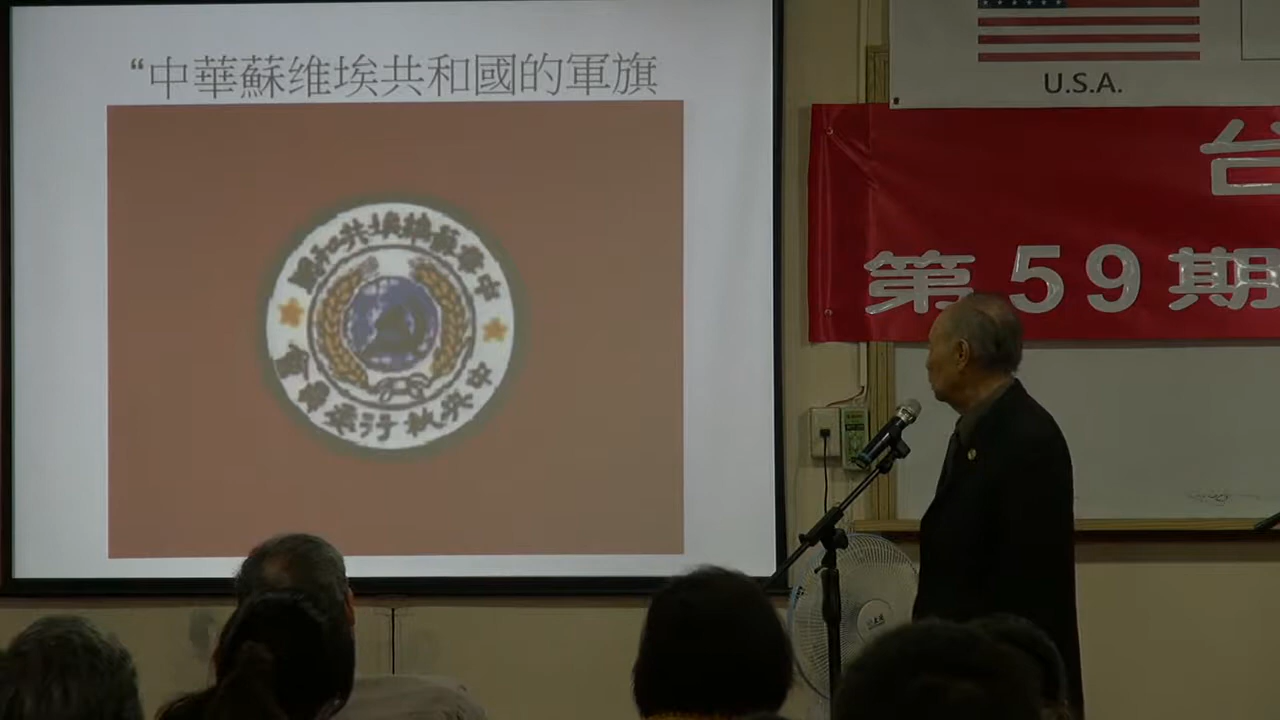 “中華蘇维埃共和國的軍旗
中華蘇維埃共和國
中央執行委員會
U.S.A.
台
第59期